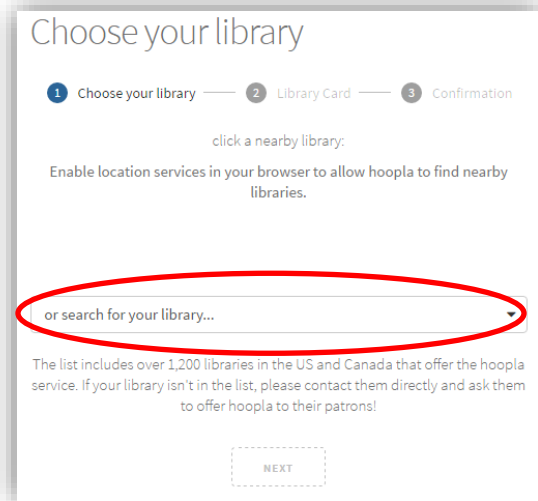 Choose your library
1 Choose your library 2 Library Card 3 Confirmation
click a nearby library:
Enable location services in your browser to allow hoopla to find nearby
libraries.
or search for your library...
The list includes over 1,200 libraries in the US and Canada that offer the hoopla
service. If your library isn't in the list, please contact them directly and ask them
to offer hoopla to their patrons!
NEXT